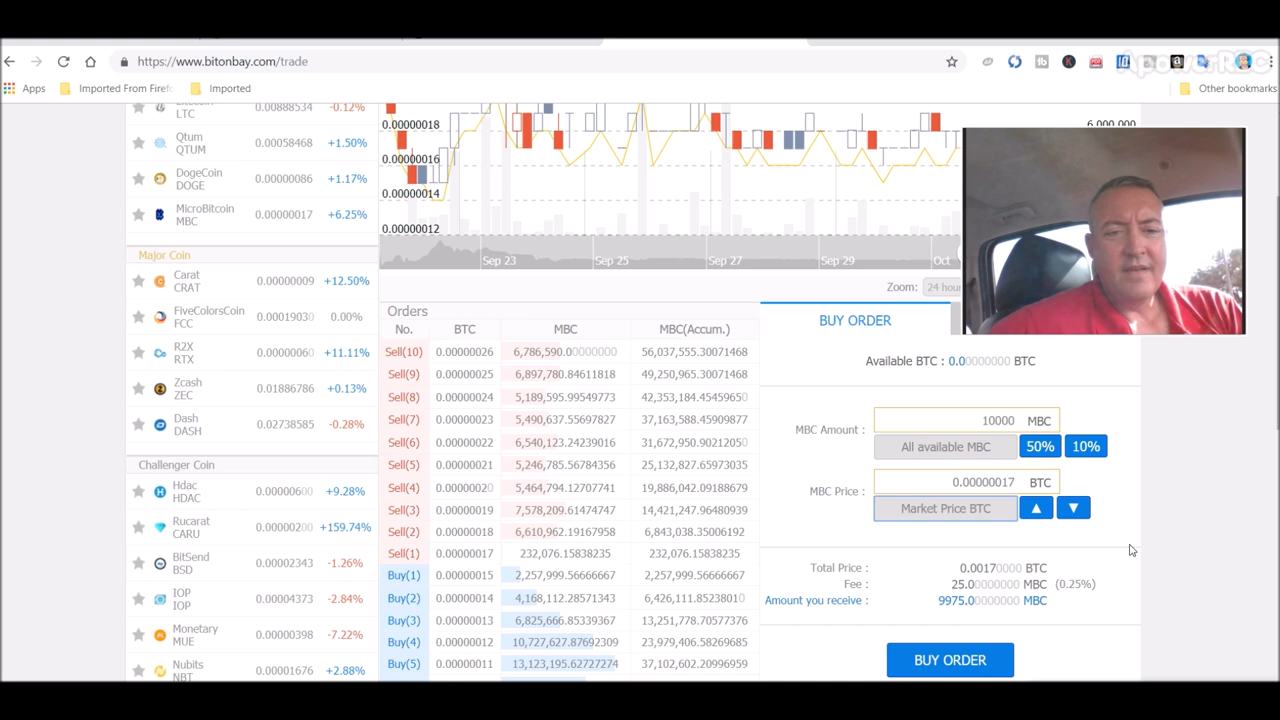 https://www.bitonbay.com/trade
ApowerREC
Apps Imported From Firef Imported Other bookmarks
LTC 0.00888534 -0.12%
Qtum
QTUM 0.00058468 +1.50%
DogeCoin
DOGE 0.00000086 +1.17%
MicroBitcoin
MBC 0.00000017 +6.25%
Major Coin
Carat
CRAT 0.00000009 +12.50%
FiveColorsCoin
FCC 0.00019030 0.00%
R2X
RTX 0.00000060 +11.11%
Zcash
ZEC 0.01886786 +0.13%
Dash
DASH 0.02738585 -0.28%
Challenger Coin
Hdac
HDAC 0.00000600 +9.28%
Rucarat
CARU 0.00000200 +159.74%
BitSend
BSD 0.00002343 -1.26%
IOP
IOP 0.00004373 -2.84%
Monetary
MUE 0.00000398 -7.22%
Nubits
NBT 0.00001676 +2.88%
0.00000018
0.00000016
0.00000014
0.00000012
6,000,000
Sep 23 Sep 25 Sep 27 Sep 29 Oct
Zoom: 24 hour
Orders
No. BTC MBC MBC(Accum.)
Sell(10) 0.00000026 6,786,590.00000000 56,037,555.30071468
Sell(9) 0.00000025 6,897,780.84611818 49,250,965.30071468
Sell(8) 0.00000024 5,189,595.99549773 42,353,184.45459650
Sell(7) 0.00000023 5,490,637.55697827 37,163,588.45909877
Sell(6) 0.00000022 6,540,123.24239016 31,672,950.90212050
Sell(5) 0.00000021 5,246,785.56784356 25,132,827.65973035
Sell(4) 0.00000020 5,464,794.12707741 19,886,042.09188679
Sell(3) 0.00000019 7,578,209.61474747 14,421,247.96480939
Sell(2) 0.00000018 6,610,962.19167958 6,843,038.35006192
Sell(1) 0.00000017 232,076.15838235 232,076.15838235
Buy(1) 0.00000015 2,257,999.56666667 2,257,999.56666667
Buy(2) 0.00000014 4,168,112.28571343 6,426,111.85238010
Buy(3) 0.00000013 6,825,666.85339367 13,251,778.70577376
Buy(4) 0.00000012 10,727,627.87692309 23,979,406.58269685
Buy(5) 0.00000011 13,123,195.62727274 37,102,602.20996959
BUY ORDER
Available BTC : 0.00000000 BTC
MBC Amount : 10000 MBC
All available MBC 50% 10%
MBC Price : 0.00000017 BTC
Market Price BTC
Total Price : 0.00170000 BTC
Fee : 25.00000000 MBC (0.25%)
Amount you receive : 9975.00000000 MBC
BUY ORDER